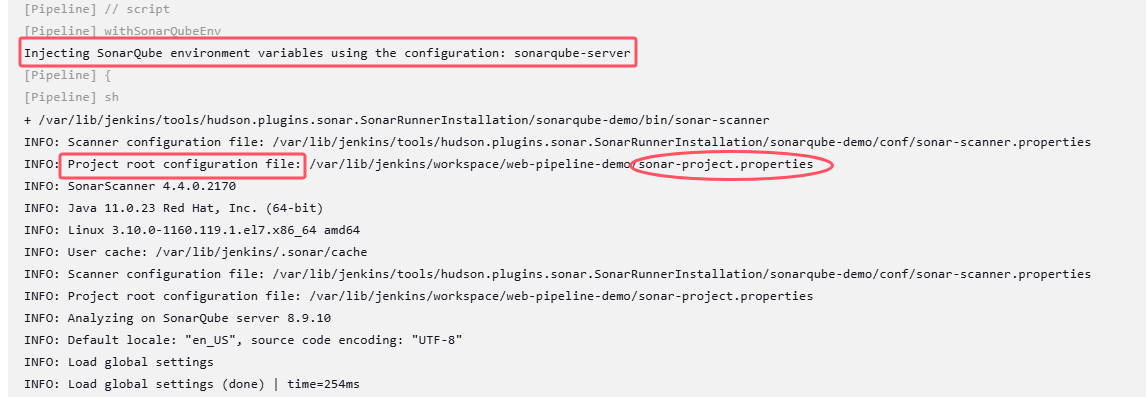 [Pipeline] // script
[Pipeline] withSonarQubeEnv
Injecting SonarQube environment variables using the configuration: sonarqube-server
[Pipeline] {
[Pipeline] sh
+ /var/lib/jenkins/tools/hudson.plugins.sonar.SonarRunnerInstallation/sonarqube-demo/bin/sonar-scanner
INFO: Scanner configuration file: /var/lib/jenkins/tools/hudson.plugins.sonar.SonarRunnerInstallation/sonarqube-demo/conf/sonar-scanner.properties
INFO: Project root configuration file: /var/lib/jenkins/workspace/web-pipeline-demo/sonar-project.properties
INFO: SonarScanner 4.4.0.2170
INFO: Java 11.0.23 Red Hat, Inc. (64-bit)
INFO: Linux 3.10.0-1160.119.1.el7.x86_64 amd64
INFO: User cache: /var/lib/jenkins/.sonar/cache
INFO: Scanner configuration file: /var/lib/jenkins/tools/hudson.plugins.sonar.SonarRunnerInstallation/sonarqube-demo/conf/sonar-scanner.properties
INFO: Project root configuration file: /var/lib/jenkins/workspace/web-pipeline-demo/sonar-project.properties
INFO: Analyzing on SonarQube server 8.9.10
INFO: Default locale: "en_US", source code encoding: "UTF-8"
INFO: Load global settings
INFO: Load global settings (done) | time=254ms